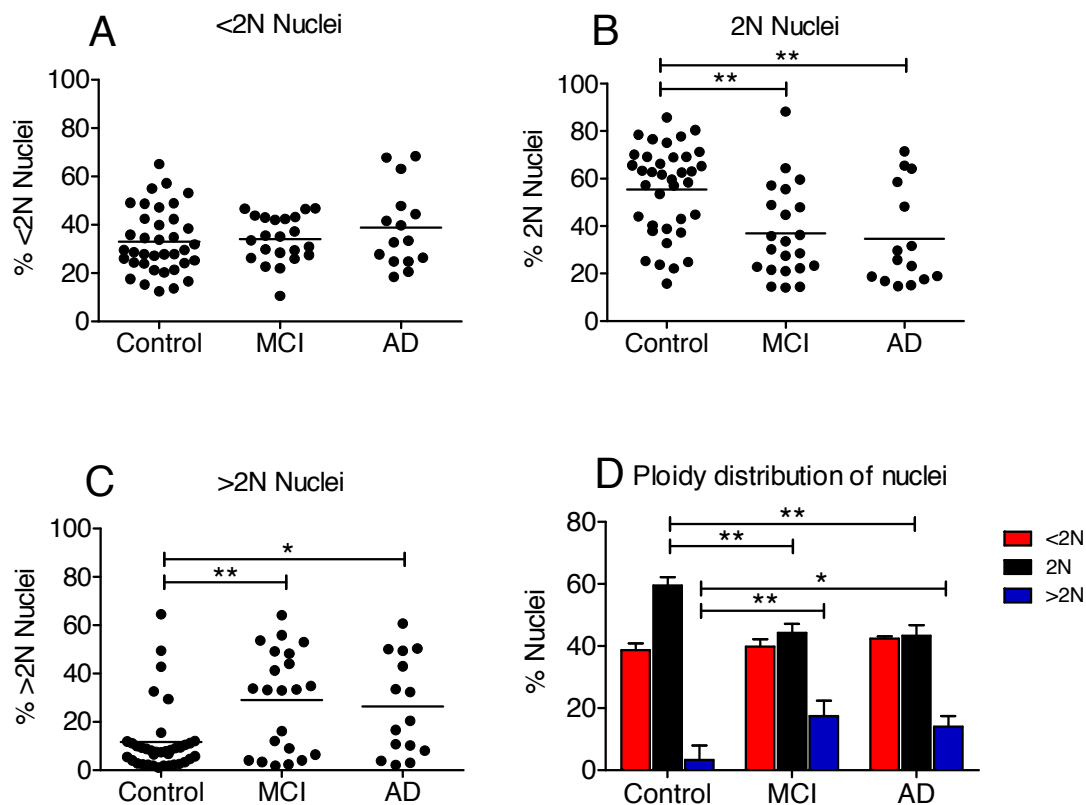 A
<2N Nuclei
% <2N Nuclei
100
80
60
40
20
0
Control MCI AD
B
2N Nuclei
% 2N Nuclei
100
80
60
40
20
0
**
**
Control MCI AD
C
>2N Nuclei
% >2N Nuclei
100
80
60
40
20
0
*
**
Control MCI AD
D Ploidy distribution of nuclei
% Nuclei
80
60
40
20
0
**
**
*
**
Control MCI AD
<2N
2N
>2N